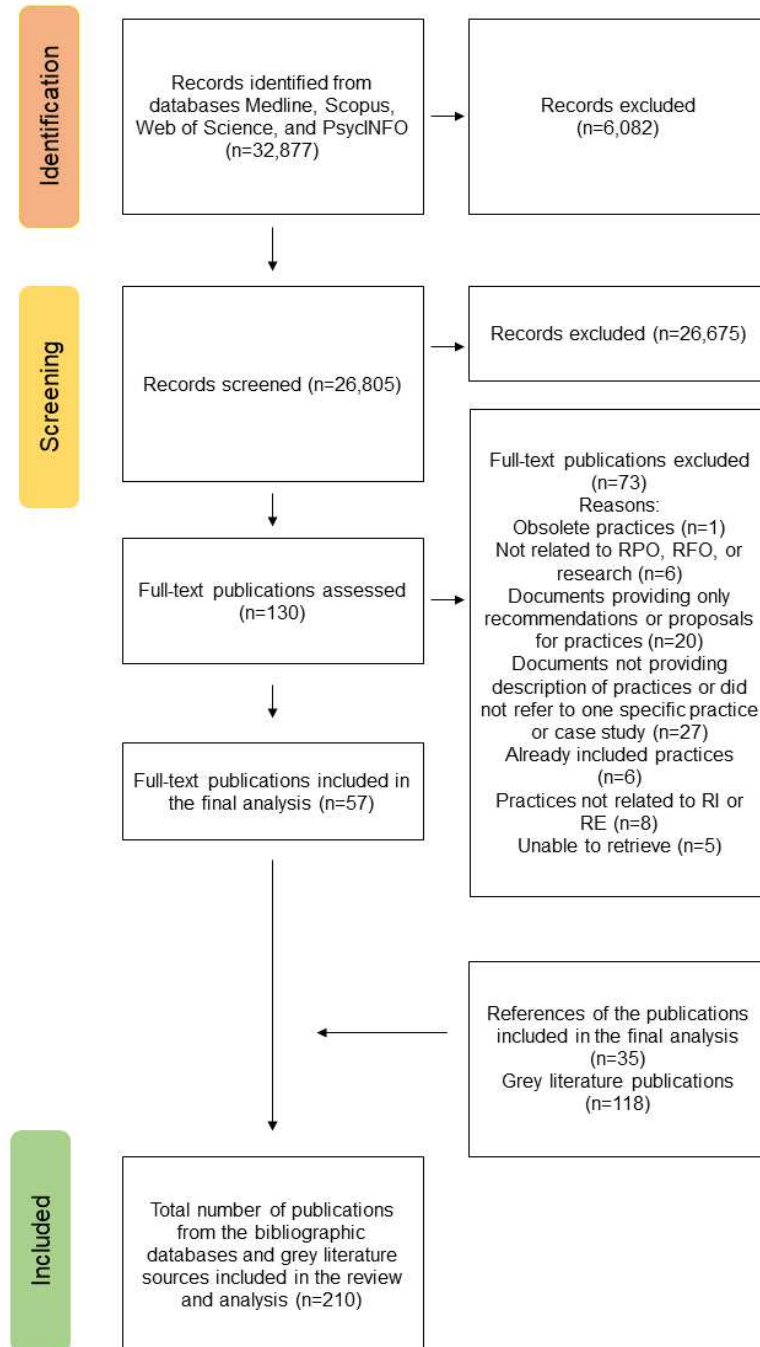 Identification
Records identified from
databases Medline, Scopus,
Web of Science, and PsycINFO
(n=32,877)
Records excluded
(n=6,082)
Screening
Records screened (n=26,805)
Records excluded (n=26,675)
Full-text publications assessed
(n=130)
Full-text publications excluded
(n=73)
Reasons:
Obsolete practices (n=1)
Not related to RPO, RFO, or
research (n=6)
Documents providing only
recommendations or proposals
for practices (n=20)
Documents not providing
description of practices or did
not refer to one specific practice
or case study (n=27)
Already included practices
(n=6)
Practices not related to RI or
RE (n=8)
Unable to retrieve (n=5)
Full-text publications included in
the final analysis (n=57)
References of the publications
included in the final analysis
(n=35)
Grey literature publications
(n=118)
Included
Total number of publications
from the bibliographic
databases and grey literature
sources included in the review
and analysis (n=210)